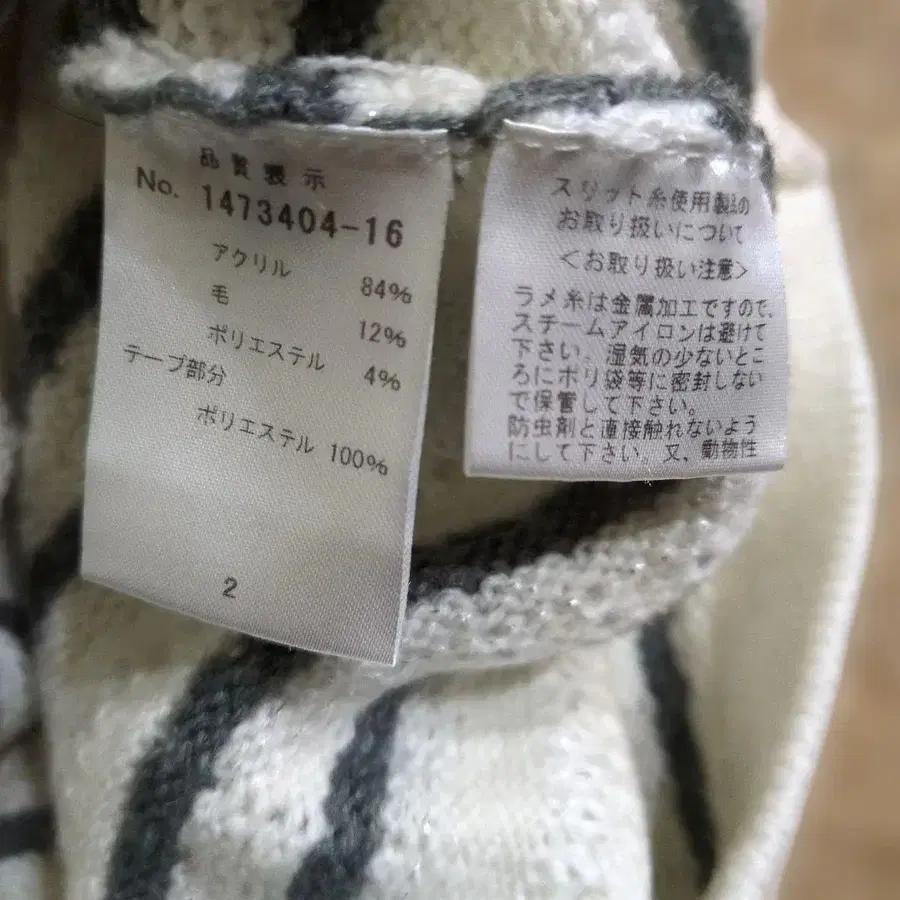 品質表示
No. 1473404-16
アクリル 84%
毛 12%
ポリエステル 4%
テープ部分
ポリエステル 100%
2
スリット糸使用製品の
お取り扱いについて
<お取り扱い注意>
ラメ糸は金属加工ですので、
スチームアイロンは避けて
下さい。湿気の少ないとこ
ろにポリ袋等に密封しない
で保管して下さい。
防虫剤と直接触れないよう
にして下さい。又、動物性